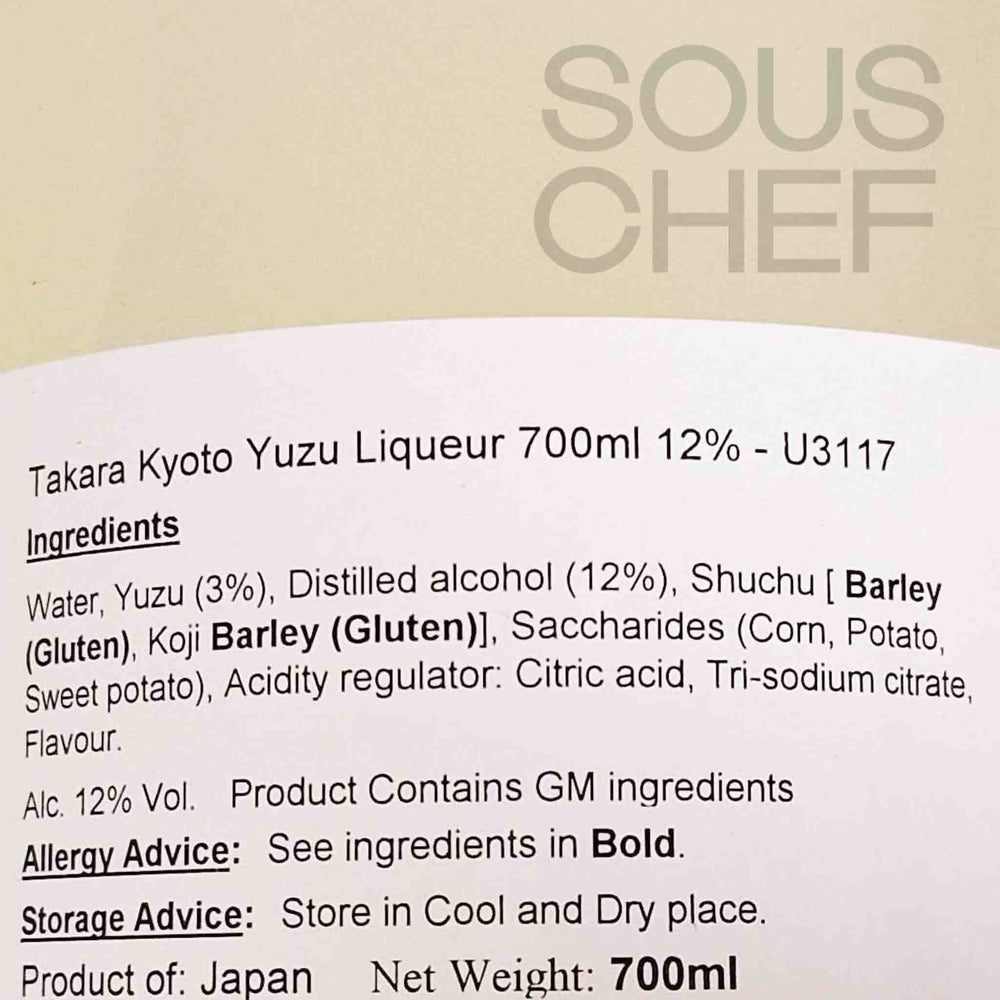 SOUS
CHEF
Takara Kyoto Yuzu Liqueur 700ml 12% - U3117
Ingredients
Water, Yuzu (3%), Distilled alcohol (12%), Shuchu [ Barley
(Gluten), Koji Barley (Gluten)], Saccharides (Corn, Potato,
Sweet potato), Acidity regulator: Citric acid, Tri-sodium citrate,
Flavour.
Alc. 12% Vol. Product Contains GM ingredients
Allergy Advice: See ingredients in Bold.
Storage Advice: Store in Cool and Dry place.
Product of: Japan Net Weight: 700ml